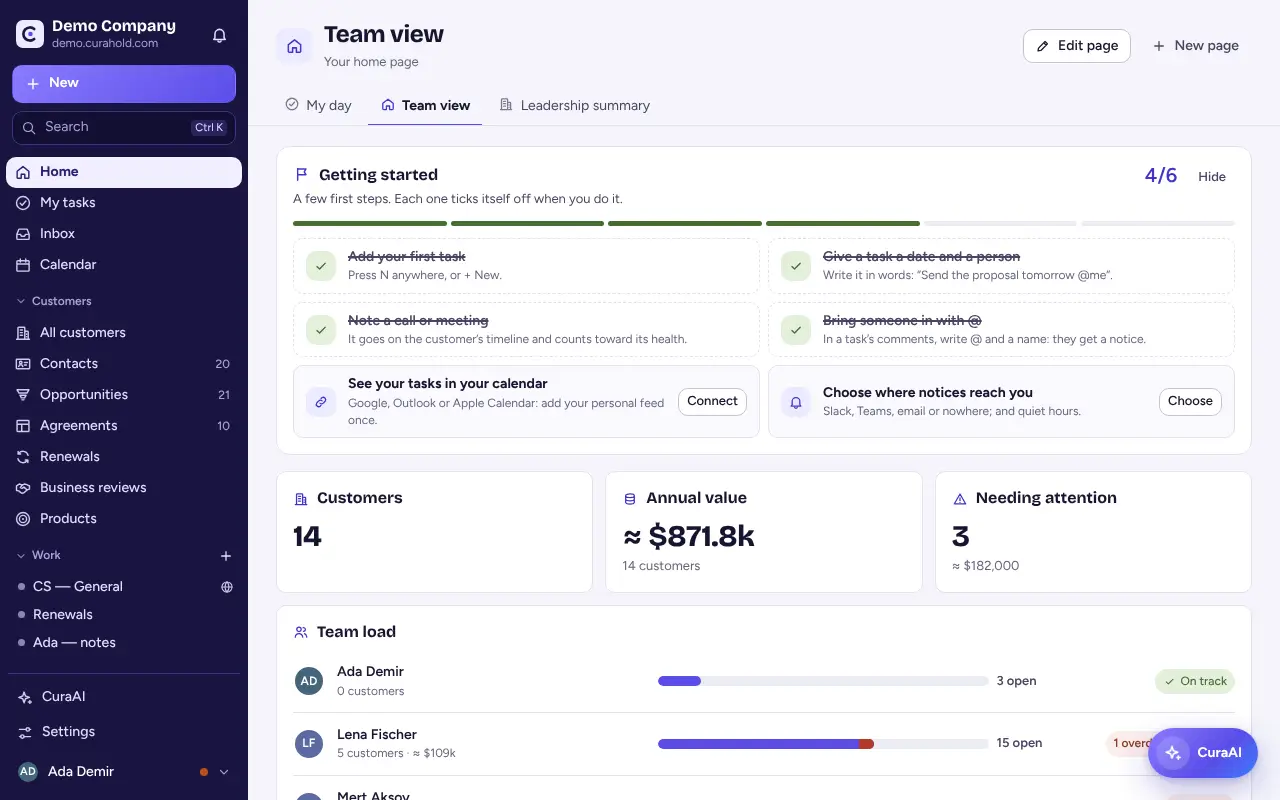 Demo Company
demo.curahold.com
New
Search
Ctrl K
Home
My tasks
Inbox
Calendar
Customers
All customers
Contacts 20
Opportunities 21
Agreements 10
Renewals
Business reviews
Products
Work
CS — General
Renewals
Ada — notes
CuraAI
Settings
AD Ada Demir
Team view
Your home page
Edit page
New page
My day
Team view
Leadership summary
Getting started
4/6
Hide
A few first steps. Each one ticks itself off when you do it.
Add your first task
Press N anywhere, or + New.
Give a task a date and a person
Write it in words: “Send the proposal tomorrow @me”.
Note a call or meeting
It goes on the customer’s timeline and counts toward its health.
Bring someone in with @
In a task’s comments, write @ and a name: they get a notice.
See your tasks in your calendar
Google, Outlook or Apple Calendar: add your personal feed
once.
Connect
Choose where notices reach you
Slack, Teams, email or nowhere; and quiet hours.
Choose
Customers
14
Annual value
≈ $871.8k
14 customers
Needing attention
3
≈ $182,000
Team load
AD
Ada Demir
0 customers
3 open
On track
LF
Lena Fischer
5 customers · ≈ $109k
15 open
1
CuraAI
Mert Aksoy